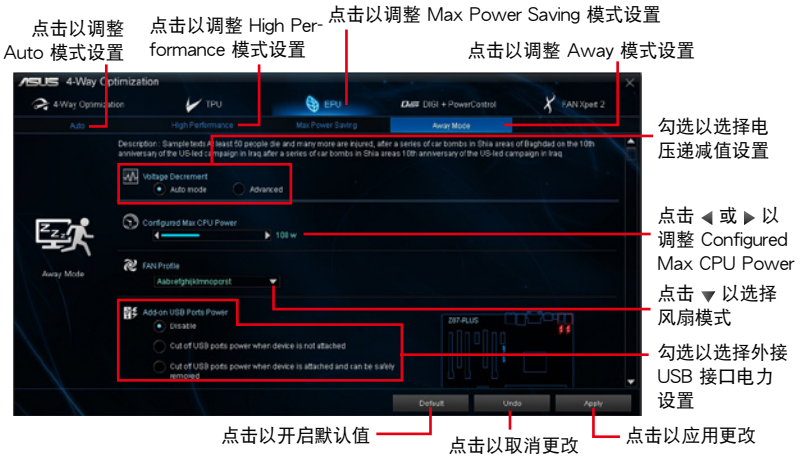 点击以调整 Max Power Saving 模式设置
点击以调整
Auto 模式设置
点击以调整 High Per-
formance 模式设置
点击以调整 Away 模式设置
ASUS 4-Way Optimization
4-Way Optimization
TPU
EPU
DIGI + PowerControl
FAN Xpert 2
Auto
High Performance
Max Power Saving
Away Mode
Description : Sample texts At least 50 people die and many more are injured, after a series of car bombs in Shia areas of Baghdad on the 10th
anniversary of the US-led campaign in Iraq after a series of car bombs in Shia areas 10th anniversary of the US-led campaign in Iraq
Voltage Decrement
Auto mode
Advanced
勾选以选择电
压递减值设置
Configured Max CPU Power
108 w
点击 ◀ 或 ▶ 以
调整 Configured
Max CPU Power
Away Mode
FAN Profile
Aabxefghijklmnoporst
点击 ▼ 以选择
风扇模式
Add-on USB Ports Power
Disable
Cut of USB ports power when device is not attached
Cut of USB ports power when device is attached and can be safely
removed
Z87-PLUS
勾选以选择外接
USB 接口电力
设置
Default
Undo
Apply
点击以开启默认值
点击以取消更改
点击以应用更改